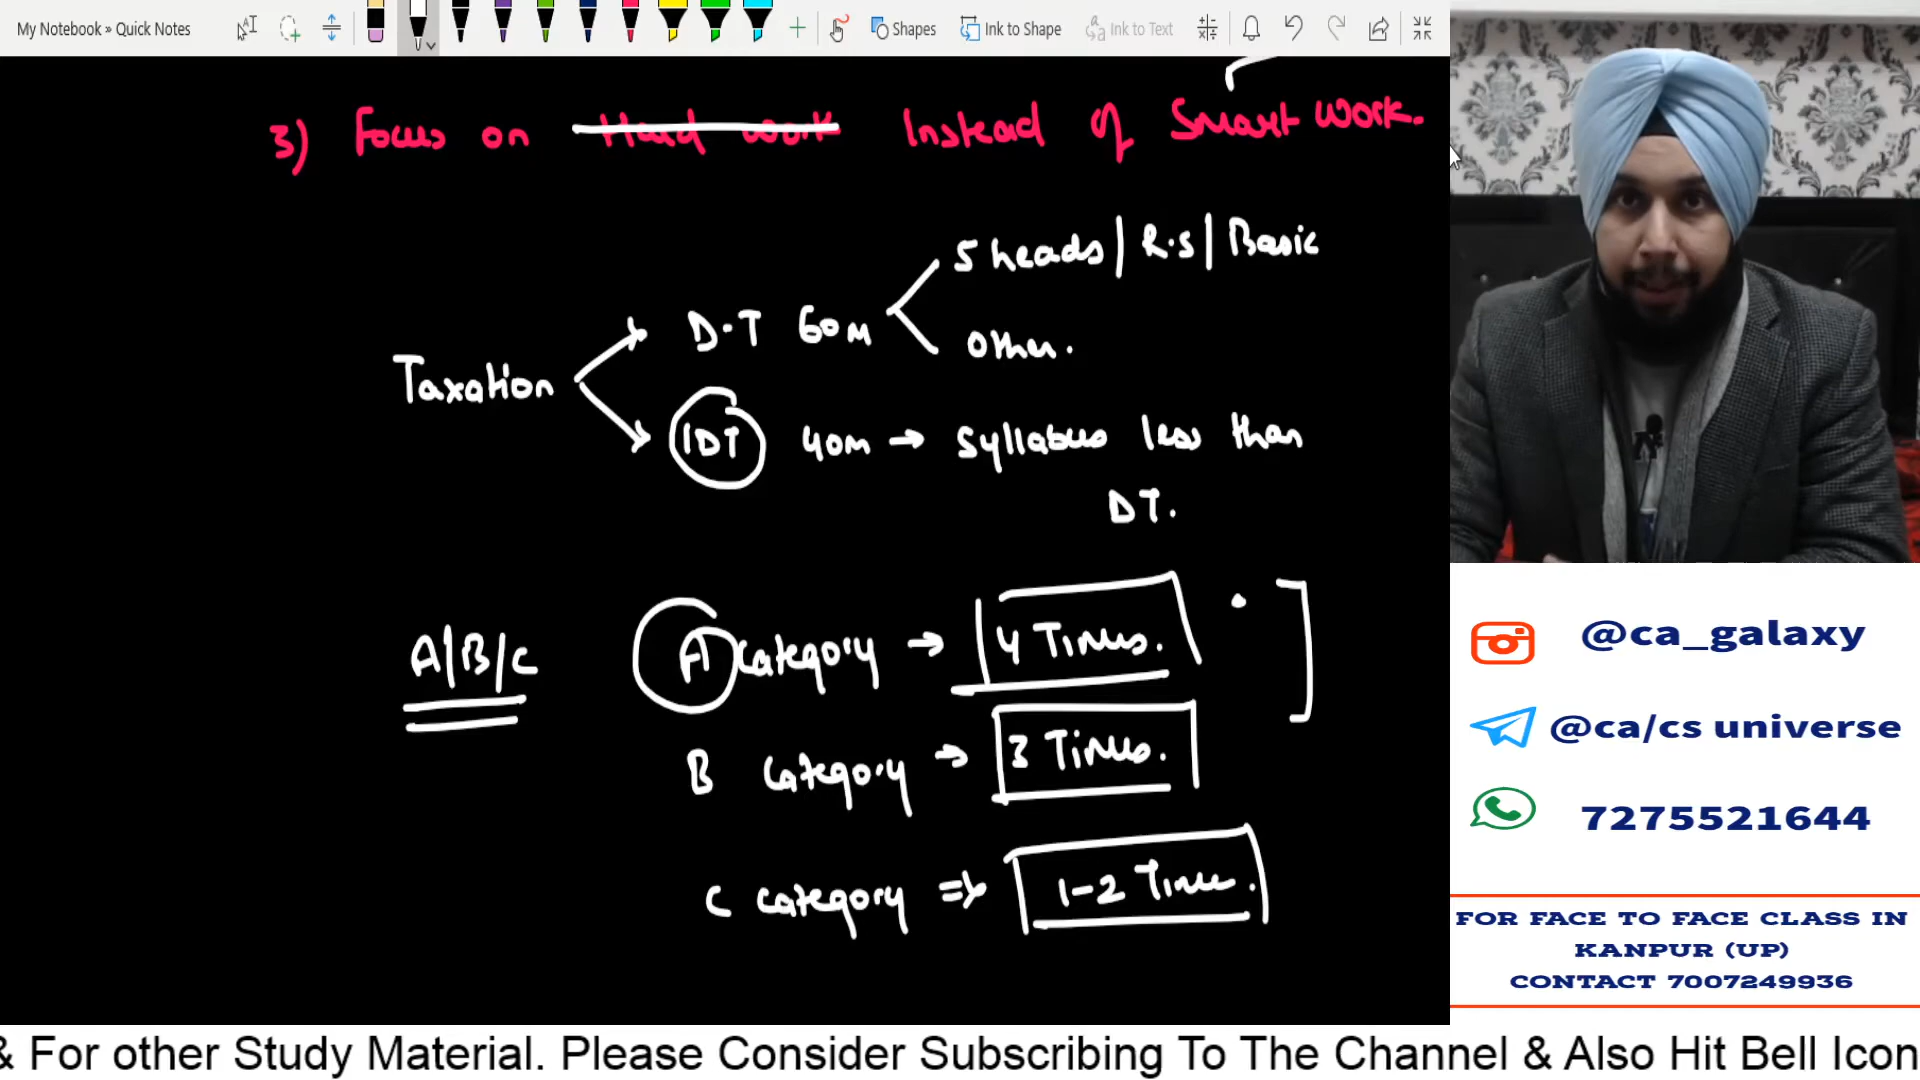 My Notebook » Quick Notes
Shapes
Ink to Shape
Ink to Text
3) Focus on Hard work Instead of Smart work.
5 heads | R.S | Basic
D.T 60M
Other.
Taxation
IDT 40M → Syllabus less than
DT.
A/B/C
A category → 4 Times.
B category → 3 Times.
C category ⇒ 1-2 Times.
@ca_galaxy
@ca/cs universe
7275521644
FOR FACE TO FACE CLASS IN
KANPUR (UP)
CONTACT 7007249936
& For other Study Material. Please Consider Subscribing To The Channel & Also Hit Bell Icon